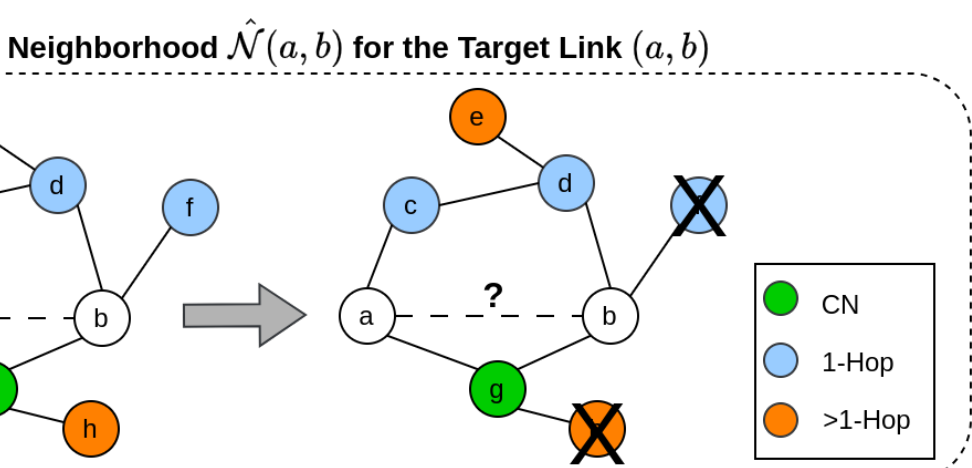 Neighborhood 𝒩̂(a, b) for the Target Link (a, b)
e
d
f
c
d
b
a
?
b
g
h
CN
1-Hop
>1-Hop